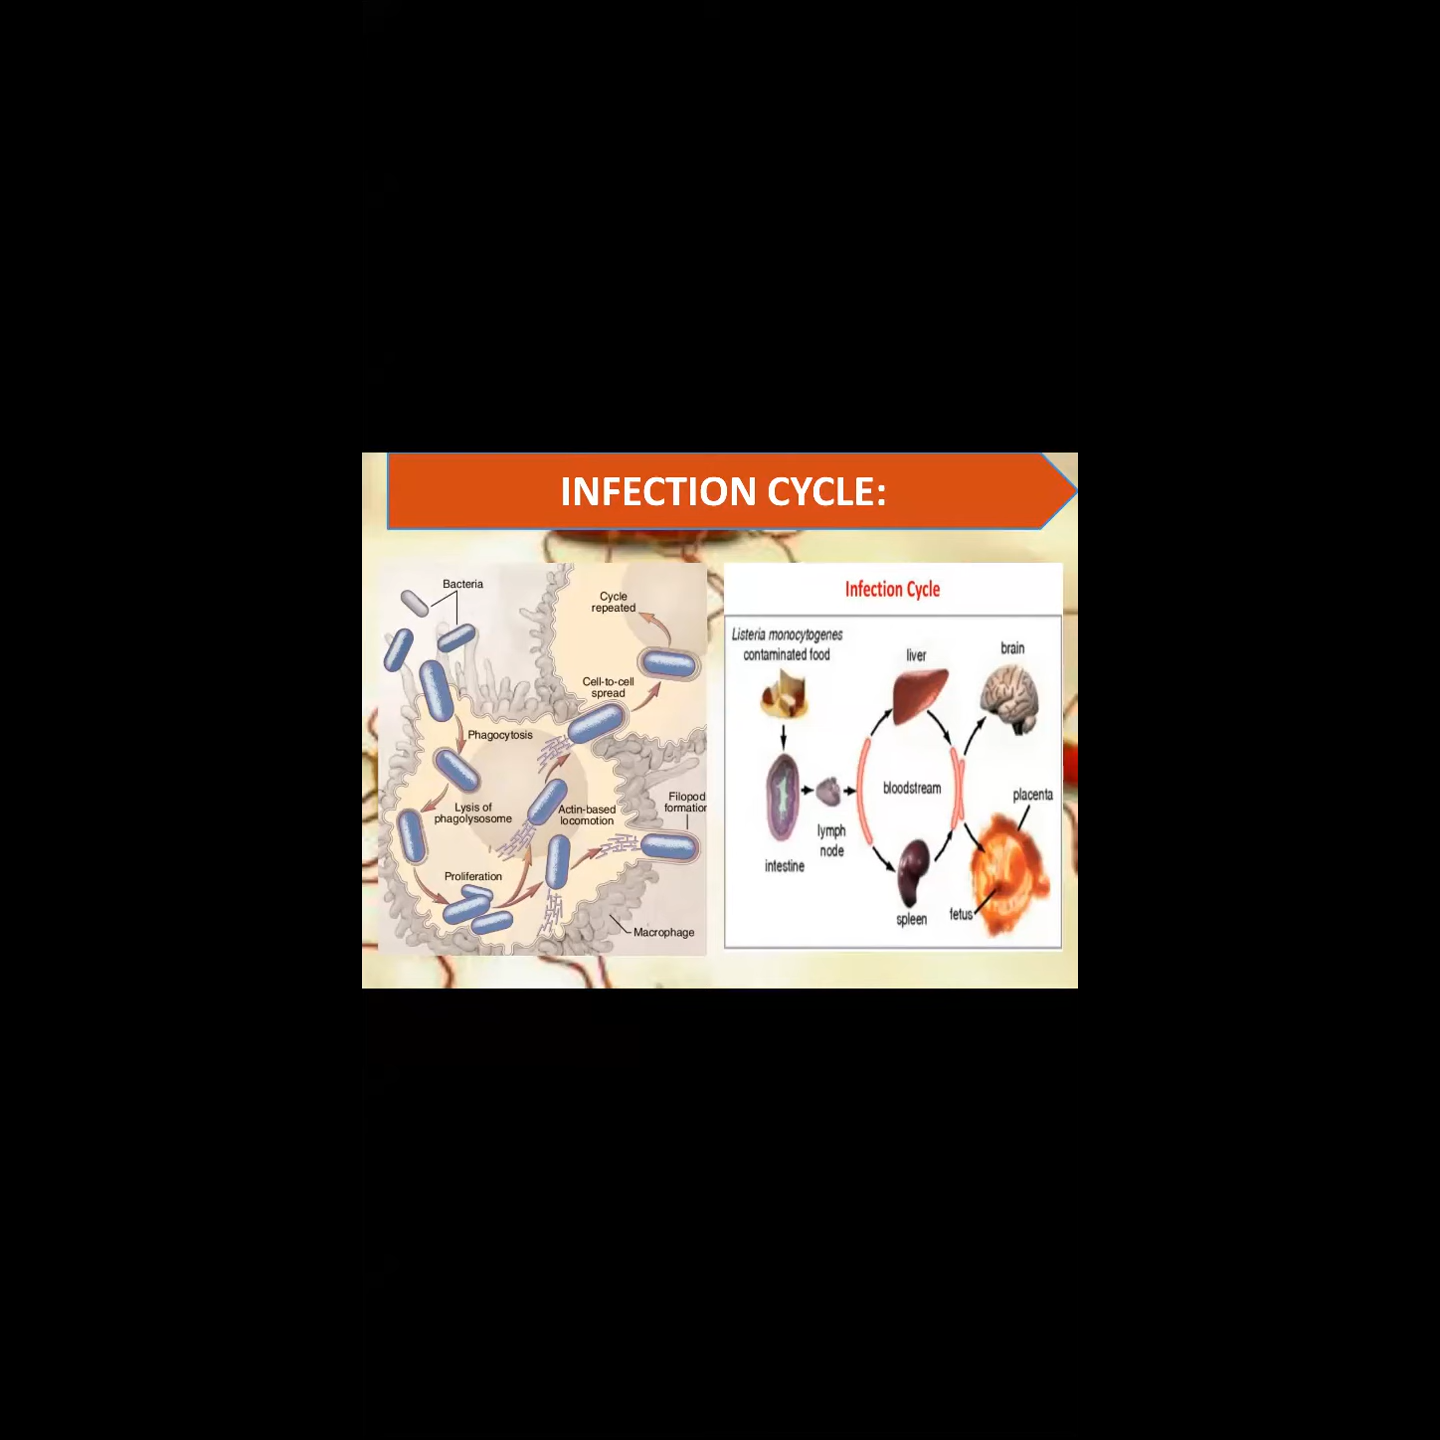 INFECTION CYCLE:
Bacteria
Cycle
repeated
Cell-to-cell
spread
Phagocytosis
Lysis of
phagolysosome
Actin-based
locomotion
Filopod
formation
Proliferation
Macrophage
Infection Cycle
Listeria monocytogenes
contaminated food
liver
brain
bloodstream
placenta
lymph
node
intestine
spleen
fetus